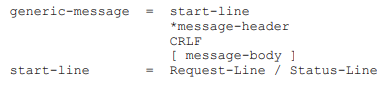 generic-message  =  start-line
                    *message-header
                    CRLF
                    [ message-body ]
start-line       =  Request-Line / Status-Line